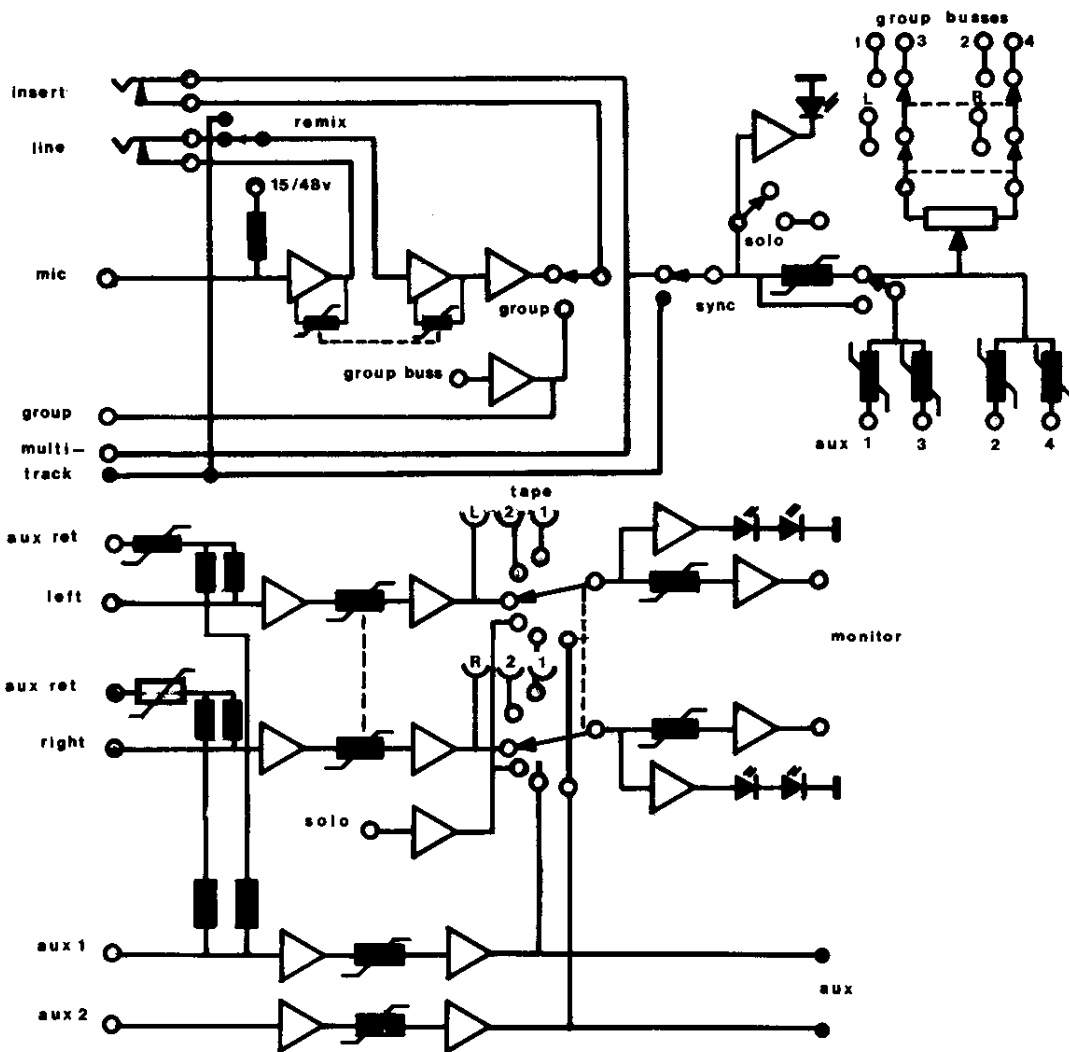 group busses
1 3 2 4
insert
L R
remix
line
15/48v
solo
mic
sync
group
group buss
group
aux 1 3 2 4
multi-
track
tape
L 2 1
aux ret
left
monitor
R 2 1
aux ret
right
solo
aux 1
aux
aux 2